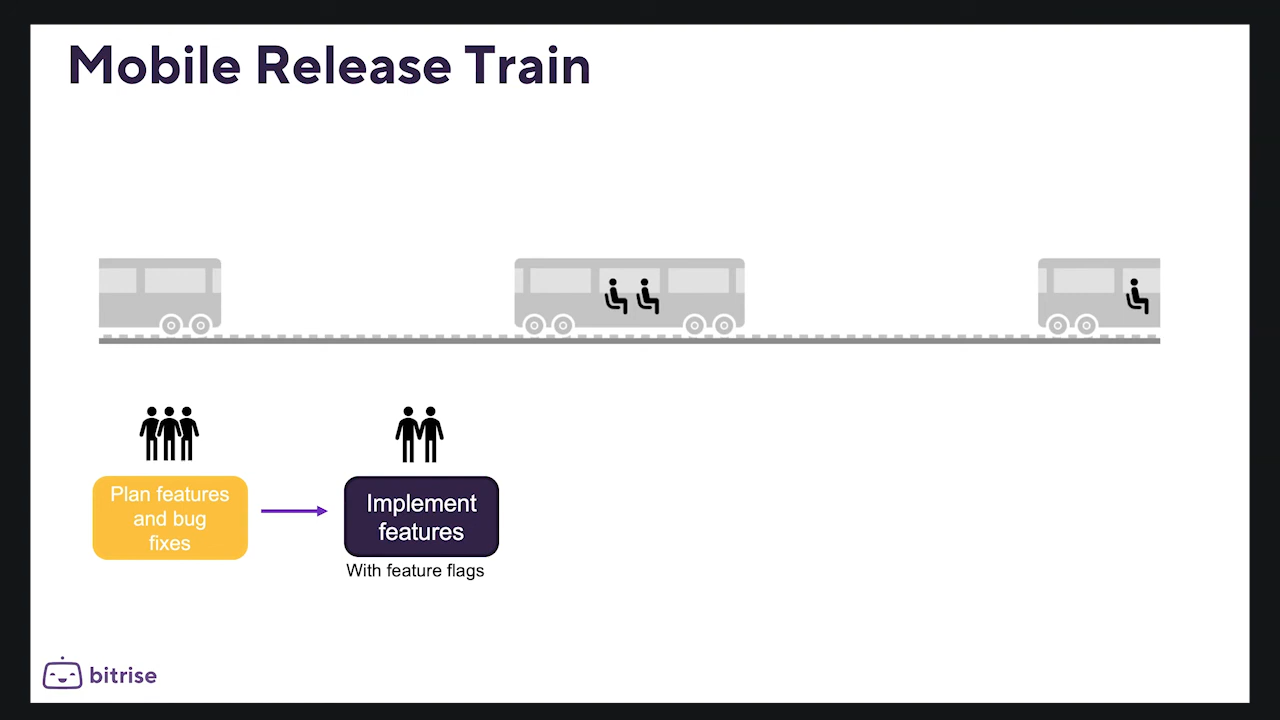 Mobile Release Train
Plan features
and bug
fixes
Implement
features
With feature flags
bitrise